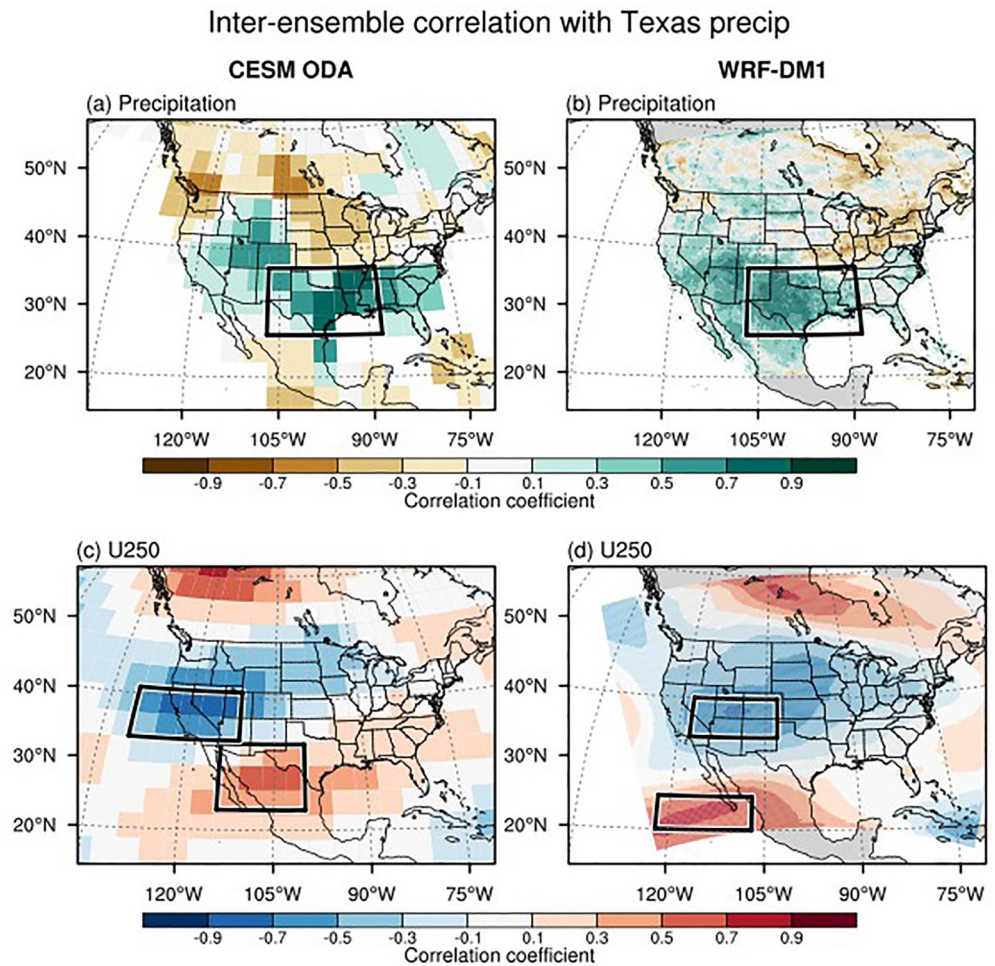 Inter-ensemble correlation with Texas precip
CESM ODA
WRF-DM1
(a) Precipitation
(b) Precipitation
50°N
40°N
30°N
20°N
50°N
40°N
30°N
20°N
120°W 105°W 90°W 75°W
120°W 105°W 90°W 75°W
-0.9 -0.7 -0.5 -0.3 -0.1 0.1 0.3 0.5 0.7 0.9
Correlation coefficient
(c) U250
(d) U250
50°N
40°N
30°N
20°N
50°N
40°N
30°N
20°N
120°W 105°W 90°W 75°W
120°W 105°W 90°W 75°W
-0.9 -0.7 -0.5 -0.3 -0.1 0.1 0.3 0.5 0.7 0.9
Correlation coefficient